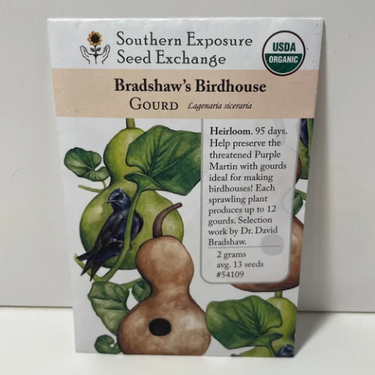 Southern Exposure
Seed Exchange
USDA
ORGANIC
Bradshaw's Birdhouse
GOURD Lagenaria siceraria
Heirloom. 95 days.
Help preserve the
threatened Purple
Martin with gourds
ideal for making
birdhouses! Each
sprawling plant
produces up to 12
gourds. Selection
work by Dr. David
Bradshaw.
2 grams
avg. 13 seeds
#54109